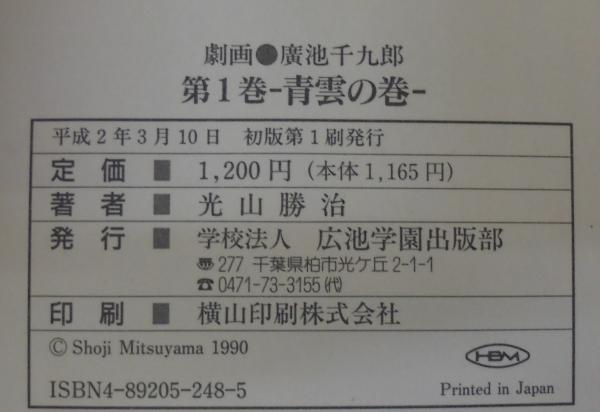 劇画●廣池千九郎
第1巻-青雲の巻-
平成2年3月10日 初版第1刷発行
定価■1,200円(本体1,165円)
著者■光山勝治
発行■学校法人 広池学園出版部
〠277 千葉県柏市光ケ丘2-1-1
☎0471-73-3155㈹
印刷■横山印刷株式会社
© Shoji Mitsuyama 1990
HBM
ISBN4-89205-248-5
Printed in Japan